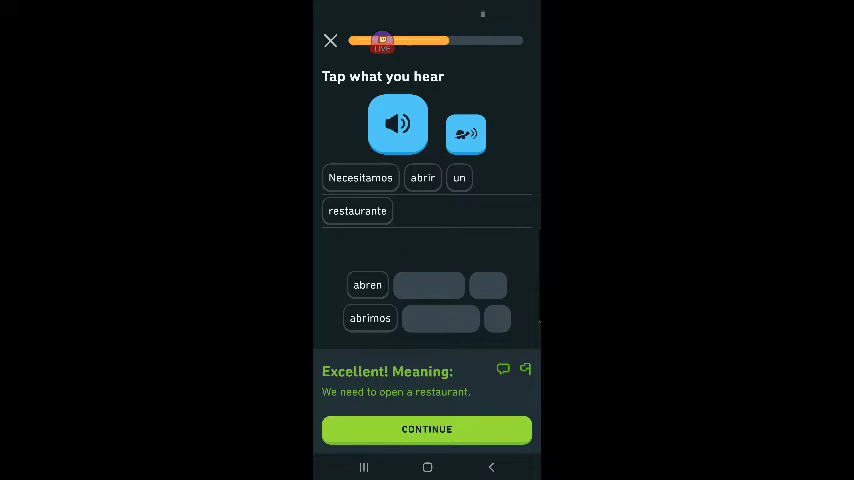 LIVE
Tap what you hear
Necesitamos abrir un
restaurante
abren
abrimos
Excellent! Meaning:
We need to open a restaurant.
CONTINUE